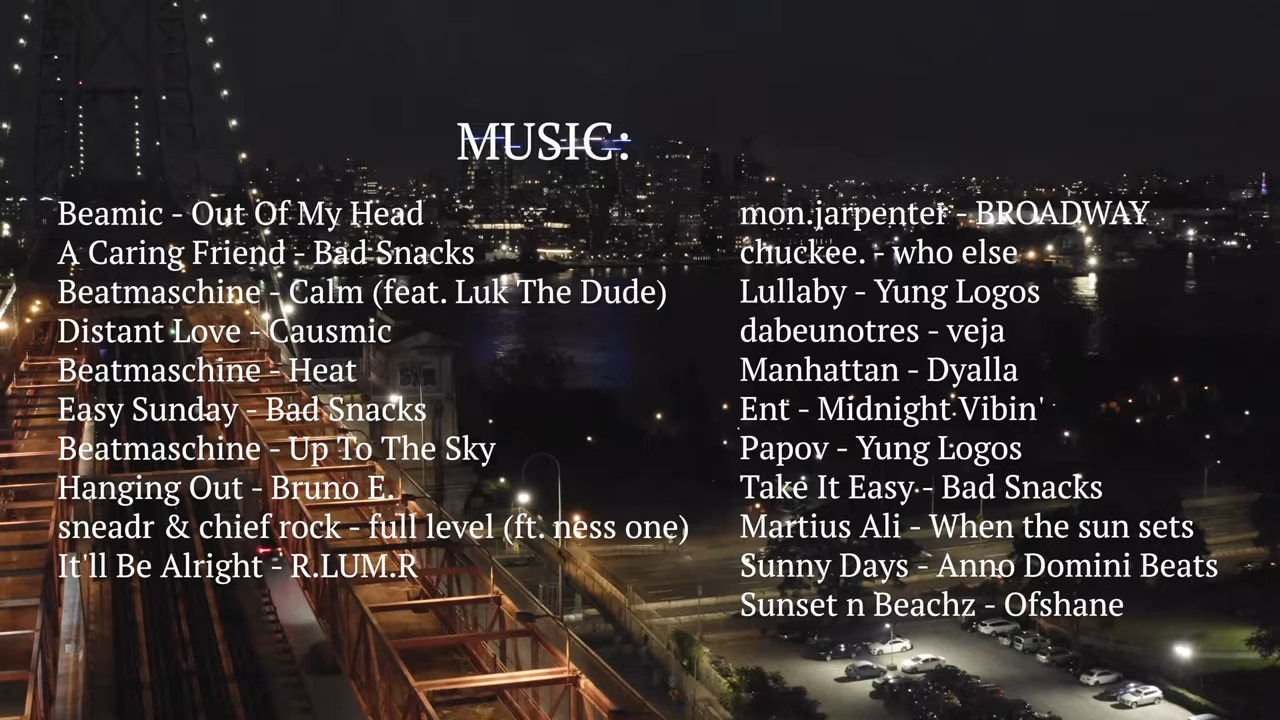 MUSIC:
Beamic - Out Of My Head
A Caring Friend - Bad Snacks
Beatmaschine - Calm (feat. Luk The Dude)
Distant Love - Causmic
Beatmaschine - Heat
Easy Sunday - Bad Snacks
Beatmaschine - Up To The Sky
Hanging Out - Bruno E.
sneadr & chief rock - full level (ft. ness one)
It'll Be Alright - R.LUM.R
mon.jarpenter - BROADWAY
chuckee. - who else
Lullaby - Yung Logos
dabeunotres - veja
Manhattan - Dyalla
Ent - Midnight Vibin'
Papov - Yung Logos
Take It Easy - Bad Snacks
Martius Ali - When the sun sets
Sunny Days - Anno Domini Beats
Sunset n Beachz - Ofshane